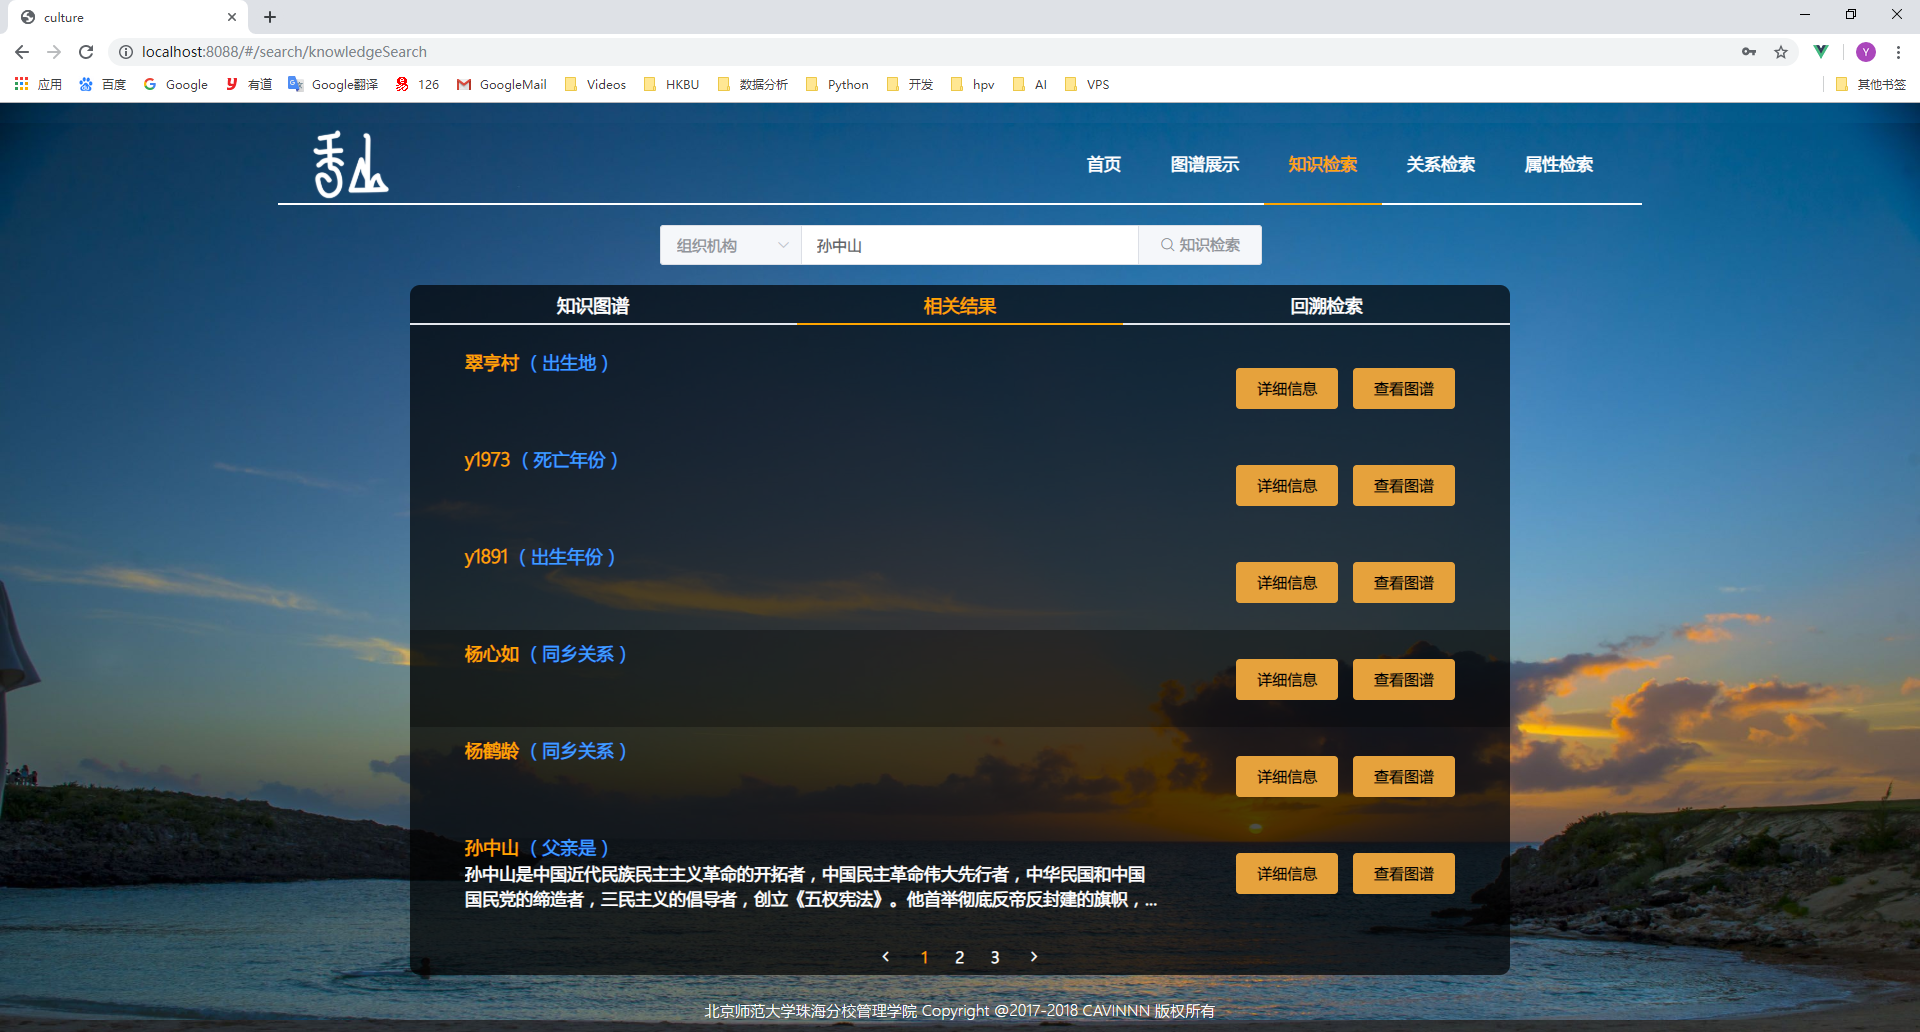 culture
localhost:8088/#/search/knowledgeSearch
应用 百度 Google 有道 Google翻译 126 GoogleMail Videos HKBU 数据分析 Python 开发 hpv AI VPS 其他书签
首页 图谱展示 知识检索 关系检索 属性检索
组织机构 孙中山 知识检索
知识图谱 相关结果 回溯检索
翠亨村 ( 出生地 ) 详细信息 查看图谱
y1973 ( 死亡年份 ) 详细信息 查看图谱
y1891 ( 出生年份 ) 详细信息 查看图谱
杨心如 ( 同乡关系 ) 详细信息 查看图谱
杨鹤龄 ( 同乡关系 ) 详细信息 查看图谱
孙中山 ( 父亲是 ) 详细信息 查看图谱
孙中山是中国近代民族民主主义革命的开拓者，中国民主革命伟大先行者，中华民国和中国
国民党的缔造者，三民主义的倡导者，创立《五权宪法》。他首举彻底反帝反封建的旗帜，...
1 2 3
北京师范大学珠海分校管理学院 Copyright @2017-2018 CAVINNN 版权所有